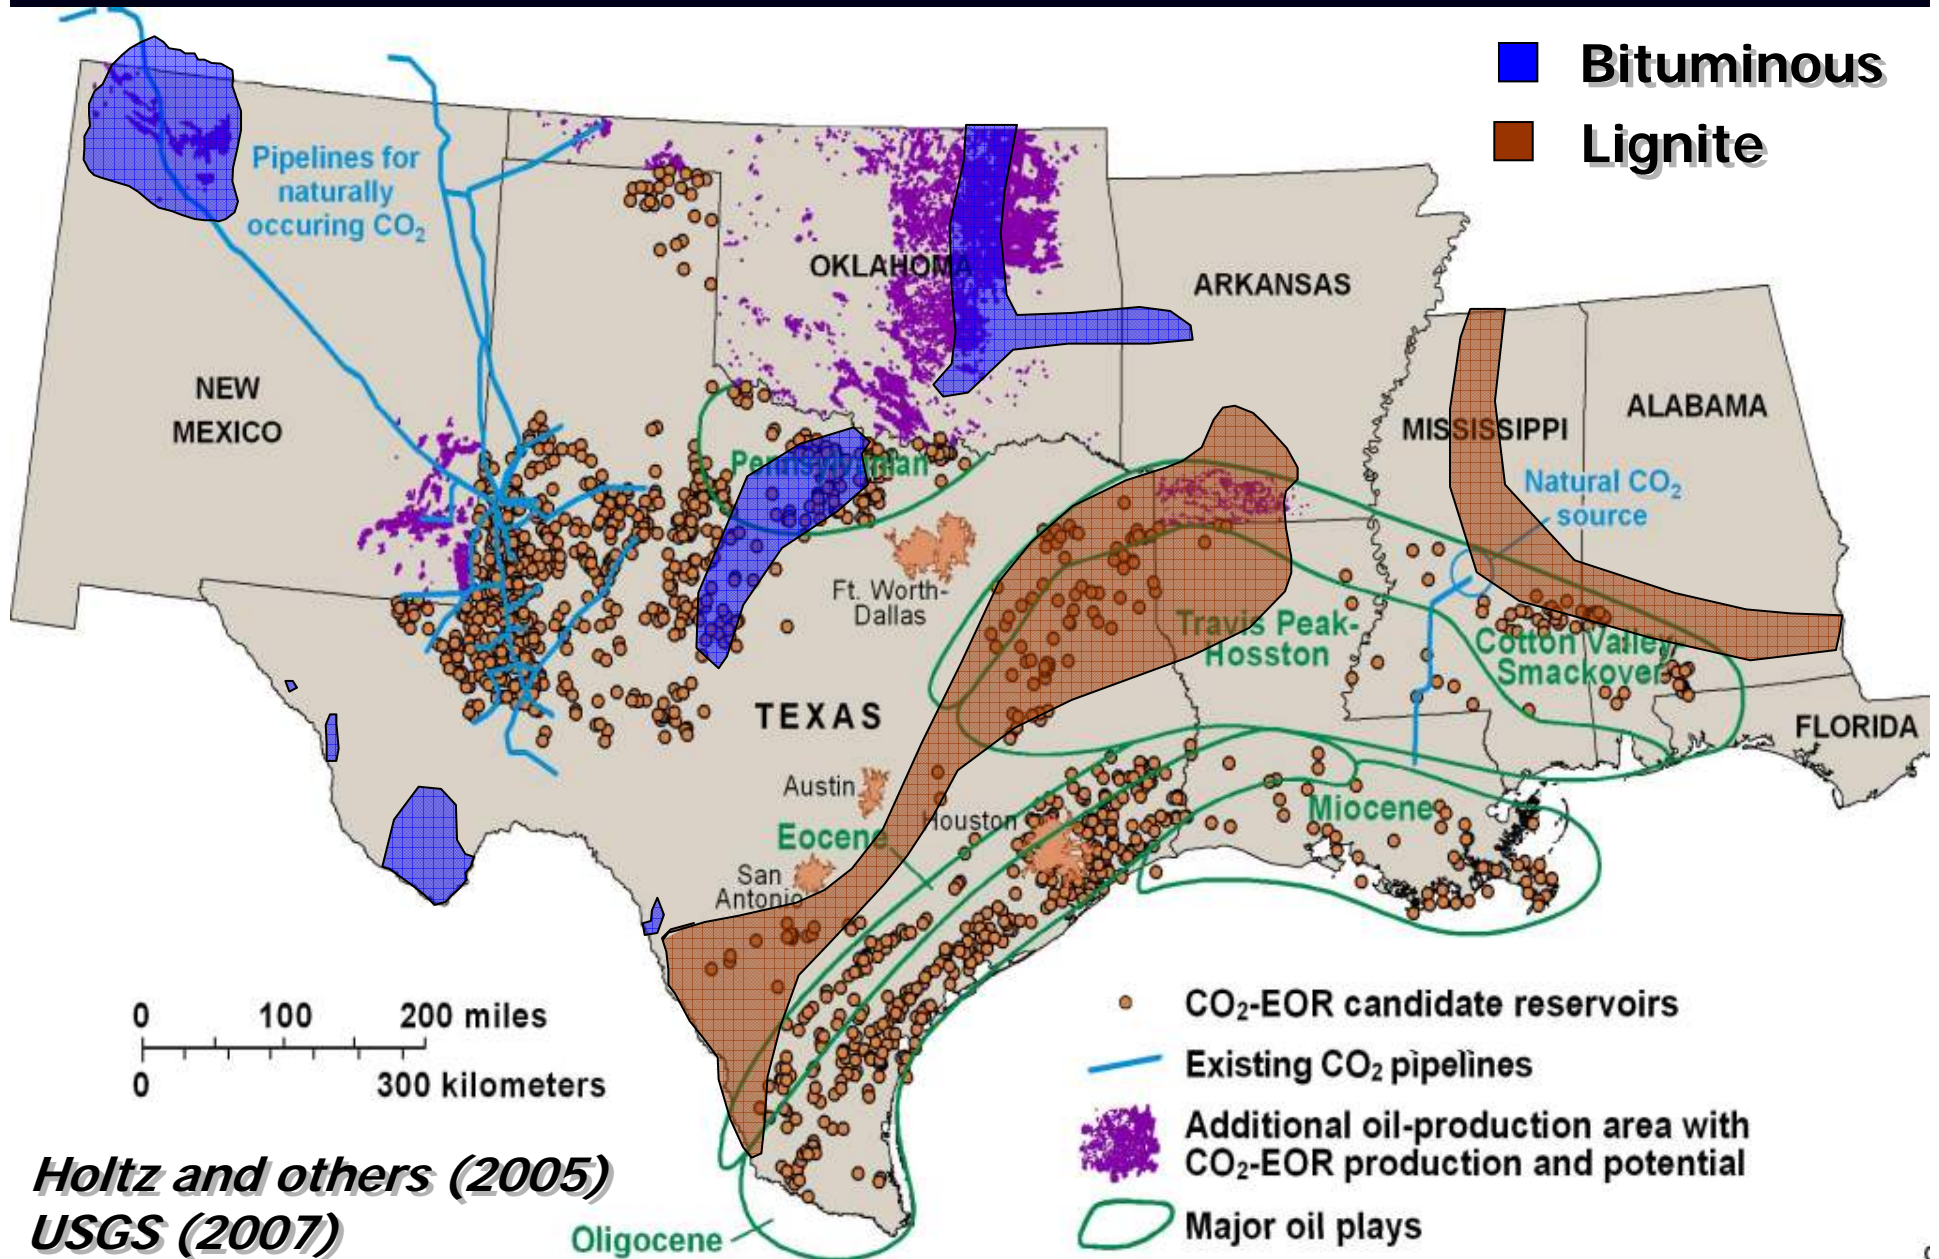 Bituminous
Lignite
Pipelines for
naturally
occuring CO₂
OKLAHOMA
ARKANSAS
NEW
MEXICO
MISSISSIPPI
ALABAMA
Natural CO₂
source
Pennsylvanian
Ft. Worth-
Dallas
Travis Peak-
Hosston
Cotton Valley-
Smackover
TEXAS
FLORIDA
Austin
Houston
Eocene
Miocene
San
Antonio
0 100 200 miles
0 300 kilometers
CO₂-EOR candidate reservoirs
Existing CO₂ pipelines
Additional oil-production area with
CO₂-EOR production and potential
Major oil plays
Holtz and others (2005)
USGS (2007)
Oligocene